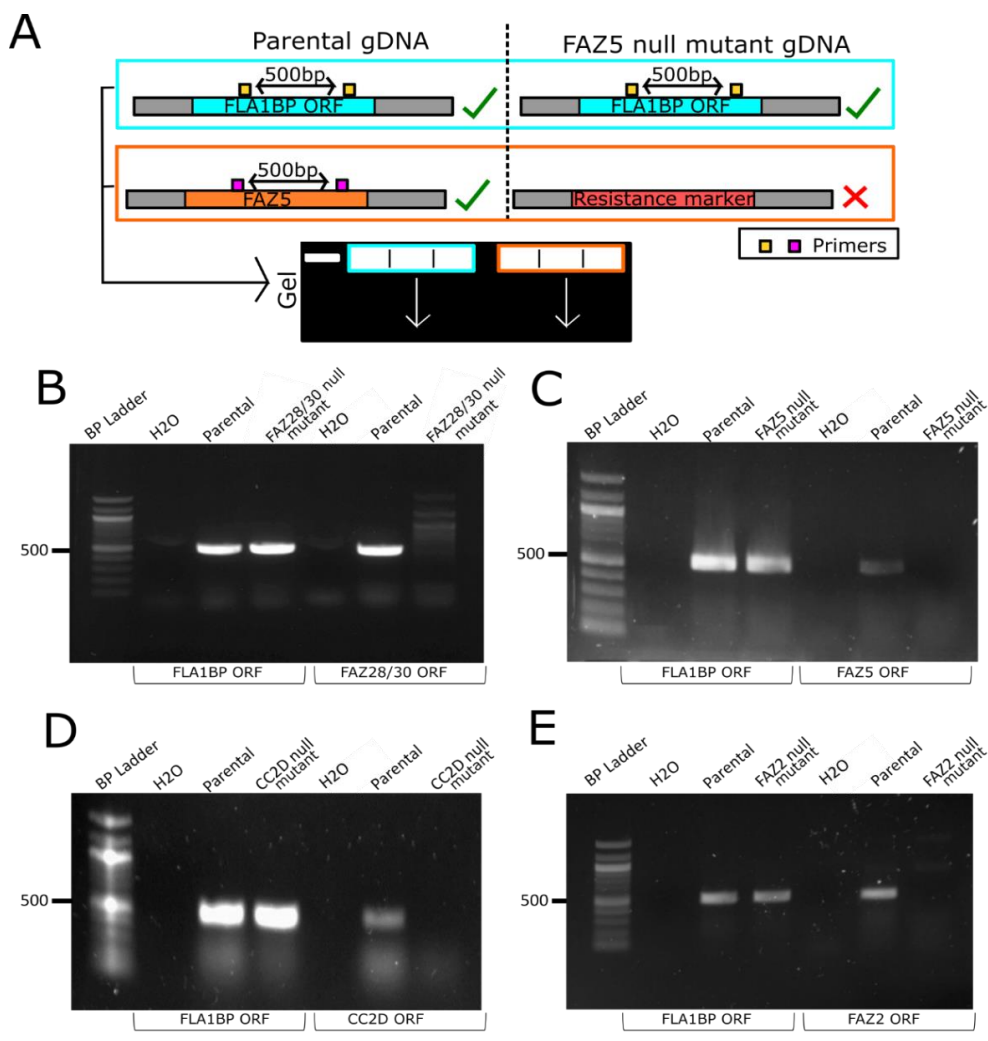 A
Parental gDNA
FAZ5 null mutant gDNA
500bp
500bp
FLA1BP ORF
FLA1BP ORF
500bp
FAZ5
Resistance marker
Primers
Gel
B
BP Ladder
H2O
Parental
FAZ28/30 null
mutant
H2O
Parental
FAZ28/30 null
mutant
500
FLA1BP ORF
FAZ28/30 ORF
C
BP Ladder
H2O
Parental
FAZ5 null
mutant
H2O
Parental
FAZ5 null
mutant
500
FLA1BP ORF
FAZ5 ORF
D
BP Ladder
H2O
Parental
CC2D null
mutant
H2O
Parental
CC2D null
mutant
500
FLA1BP ORF
CC2D ORF
E
BP Ladder
H2O
Parental
FAZ2 null
mutant
H2O
Parental
FAZ2 null
mutant
500
FLA1BP ORF
FAZ2 ORF